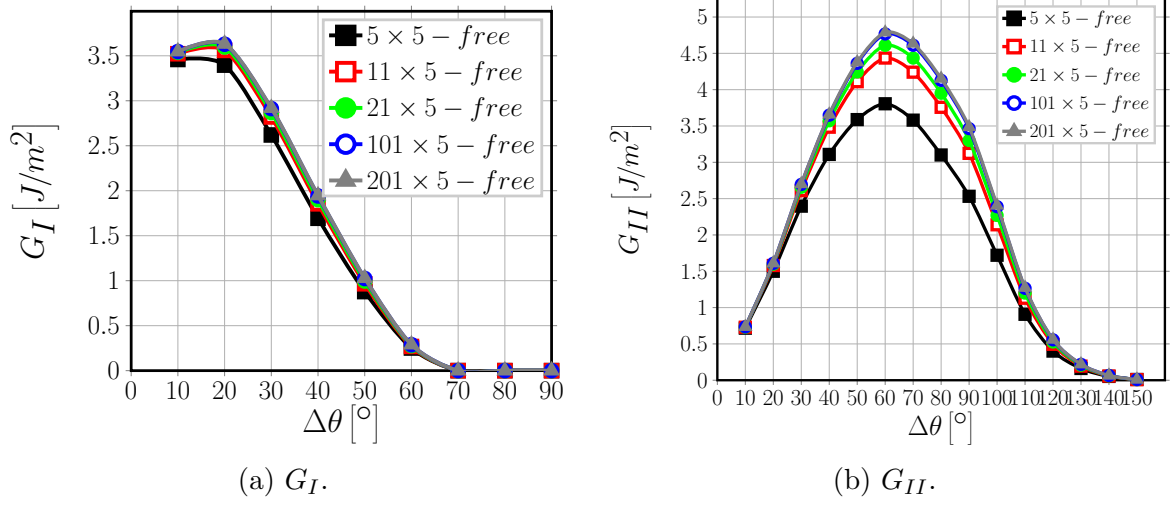 3.5
3
2.5
2
1.5
1
0.5
0
G_I [J/m²]
5 × 5 − free
11 × 5 − free
21 × 5 − free
101 × 5 − free
201 × 5 − free
0 10 20 30 40 50 60 70 80 90
Δθ [°]
(a) G_I.
5
4.5
4
3.5
3
2.5
2
1.5
1
0.5
0
G_II [J/m²]
5 × 5 − free
11 × 5 − free
21 × 5 − free
101 × 5 − free
201 × 5 − free
0 10 20 30 40 50 60 70 80 90 100 110 120 130 140 150
Δθ [°]
(b) G_II.